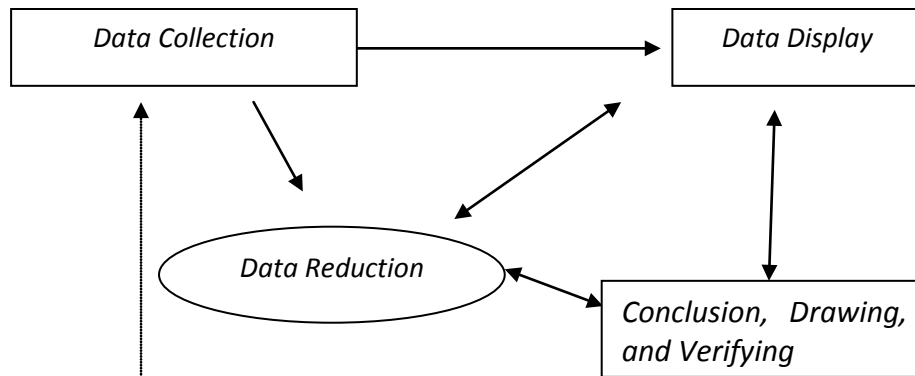 Data Collection
Data Display
Data Reduction
Conclusion, Drawing,
and Verifying